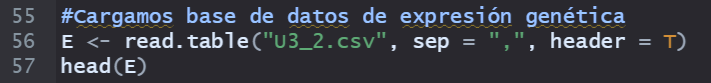 55 #Cargamos base de datos de expresión genética
56 E <- read.table("U3_2.csv", sep = ",", header = T)
57 head(E)